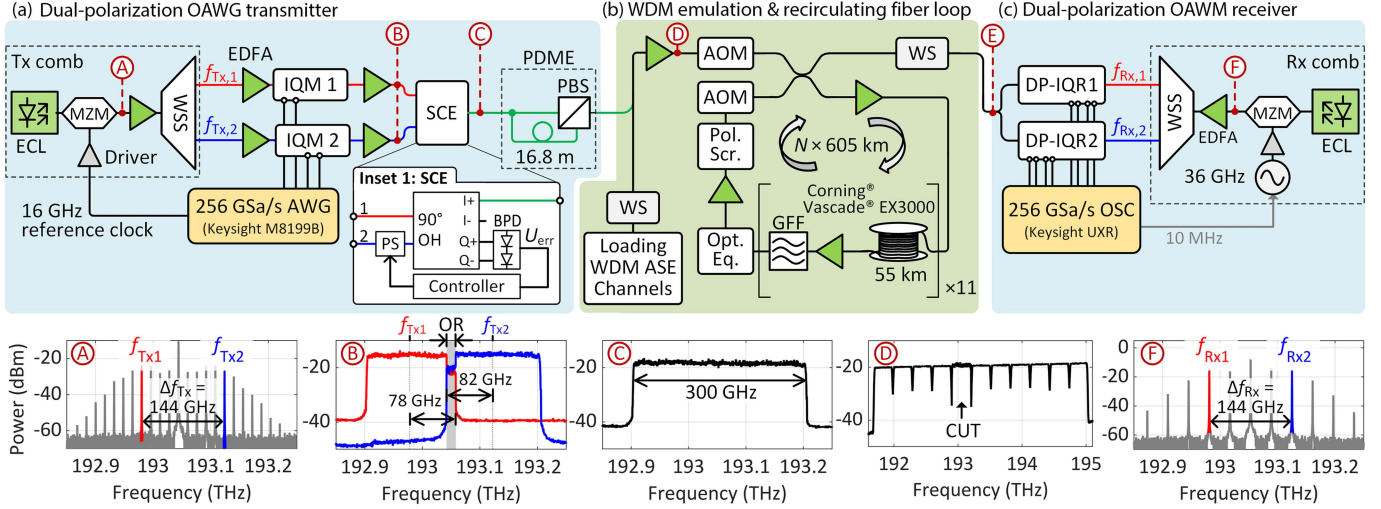 (a) Dual-polarization OAWG transmitter
Tx comb
A
EDFA
B
C
PDME
ECL
MZM
WSS
fTx,1
fTx,2
IQM 1
IQM 2
SCE
PBS
16.8 m
Driver
16 GHz
reference clock
256 GSa/s AWG
(Keysight M8199B)
Inset 1: SCE
1
2
PS
90°
OH
I+
I-
Q+
Q-
BPD
Uerr
Controller
(b) WDM emulation & recirculating fiber loop
D
AOM
AOM
WS
Pol.
Scr.
N × 605 km
WS
Loading
WDM ASE
Channels
Opt.
Eq.
GFF
Corning®
Vascade® EX3000
55 km
×11
(c) Dual-polarization OAWM receiver
E
DP-IQR1
DP-IQR2
fRx,1
fRx,2
WSS
F
Rx comb
MZM
EDFA
ECL
36 GHz
256 GSa/s OSC
(Keysight UXR)
10 MHz
A
fTx1
fTx2
ΔfTx =
144 GHz
Power (dBm)
-20
-40
-60
192.9
193
193.1
193.2
Frequency (THz)
B
fTx1
OR
fTx2
82 GHz
78 GHz
-20
-40
192.9
193
193.1
193.2
Frequency (THz)
C
300 GHz
-20
-40
192.9
193
193.1
193.2
Frequency (THz)
D
CUT
-20
-40
192
193
194
195
Frequency (THz)
F
fRx1
fRx2
ΔfRx =
144 GHz
0
-20
-40
-60
192.9
193
193.1
193.2
Frequency (THz)